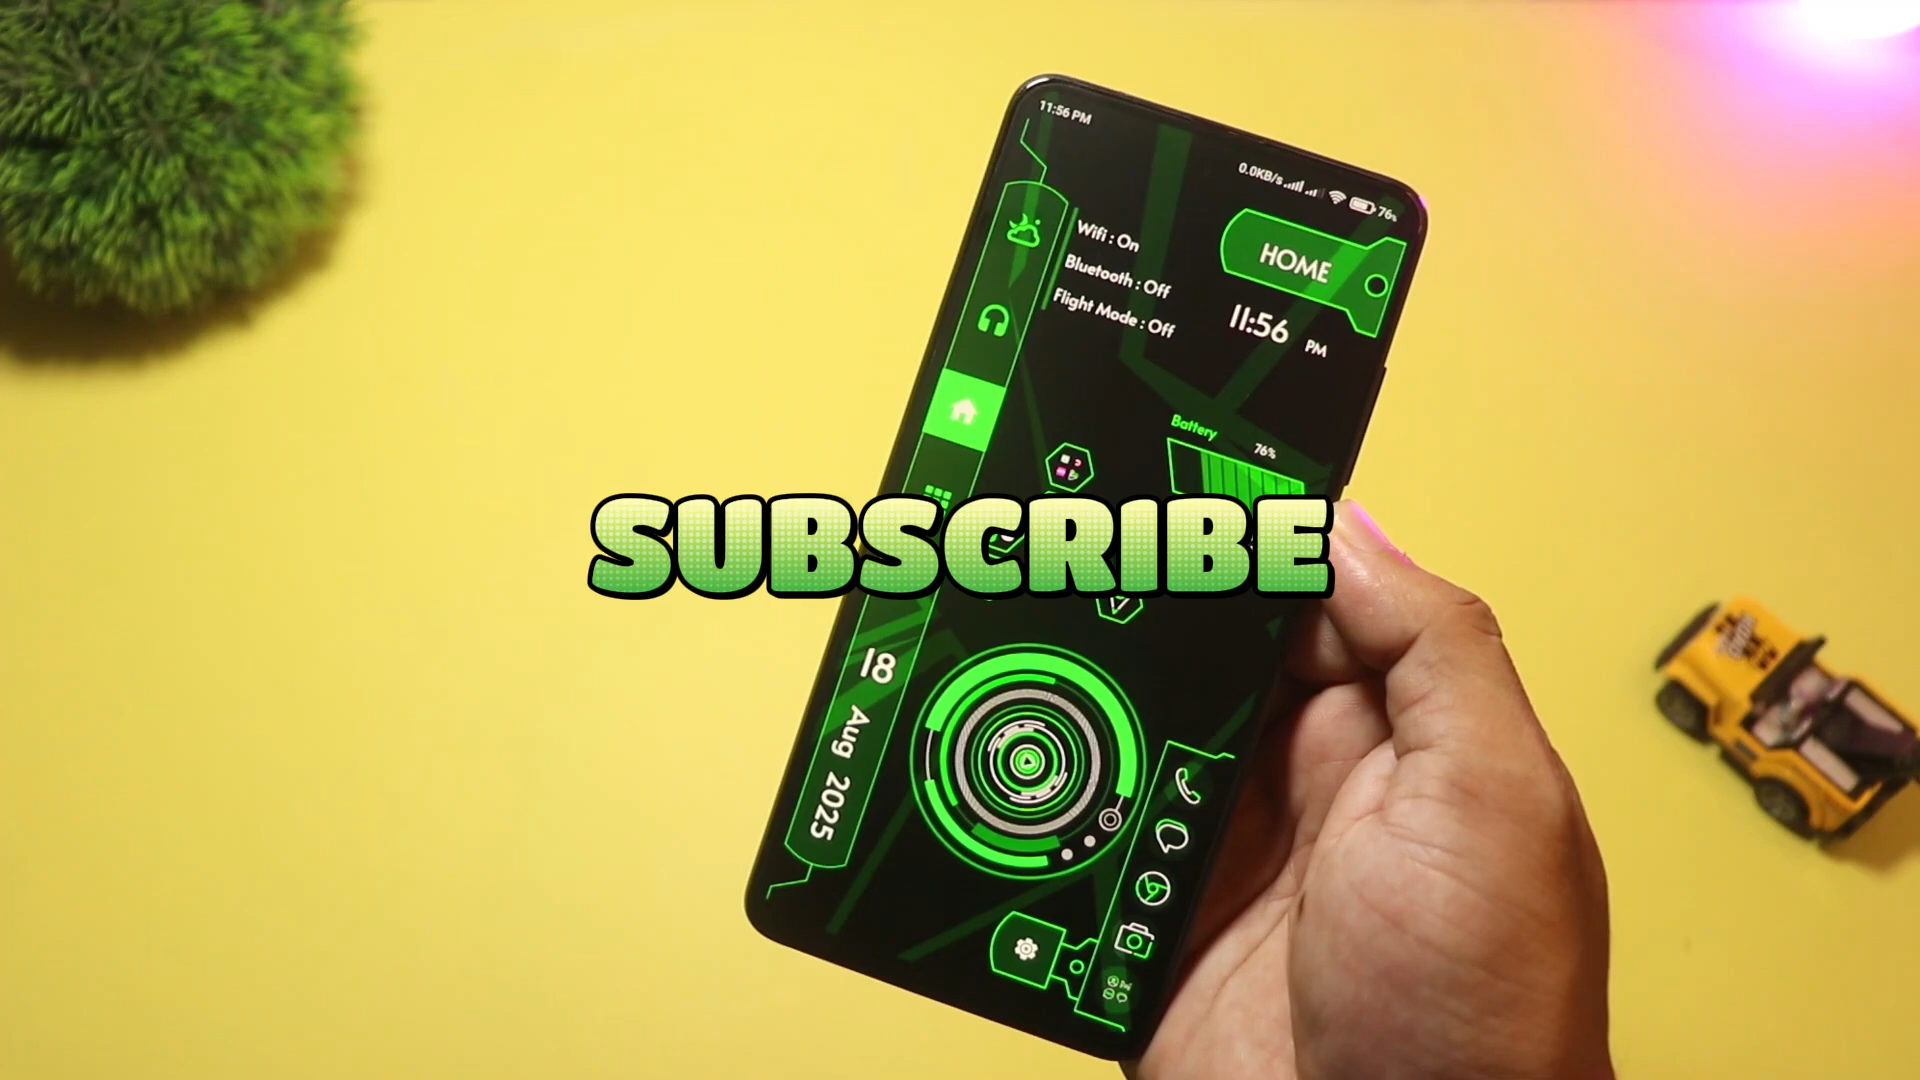 11:56 PM
0.0KB/s
76%
Wifi : On
Bluetooth : Off
Flight Mode : Off
HOME
11:56 PM
Battery
76%
SUBSCRIBE
18
Aug 2025